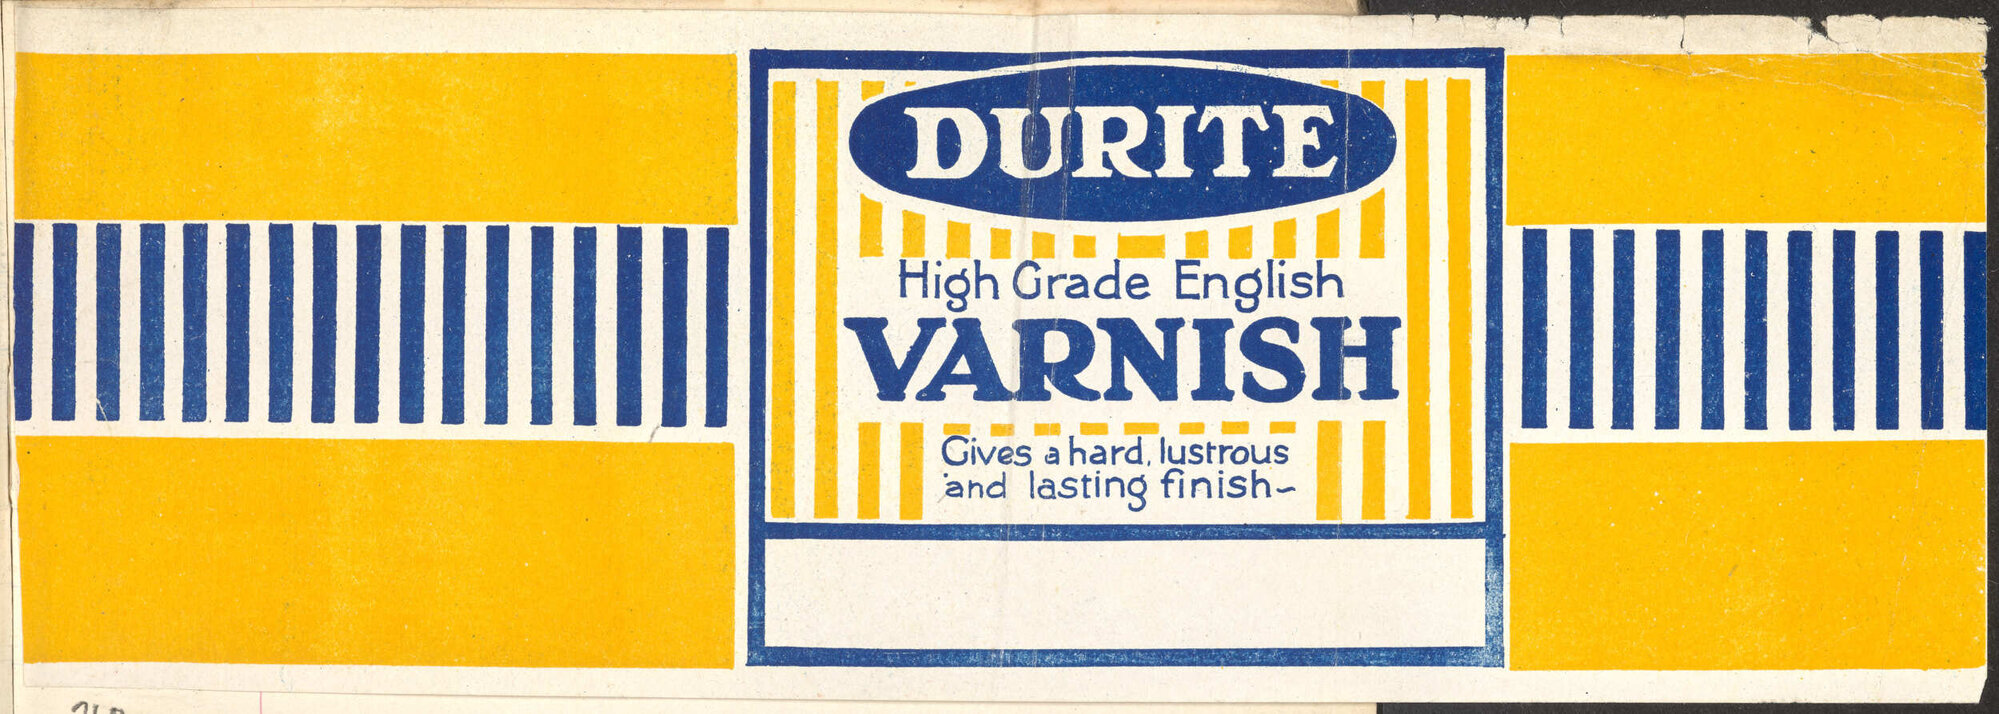 DURITE
High Grade English
VARNISH
Gives a hard, lustrous
and lasting finish~